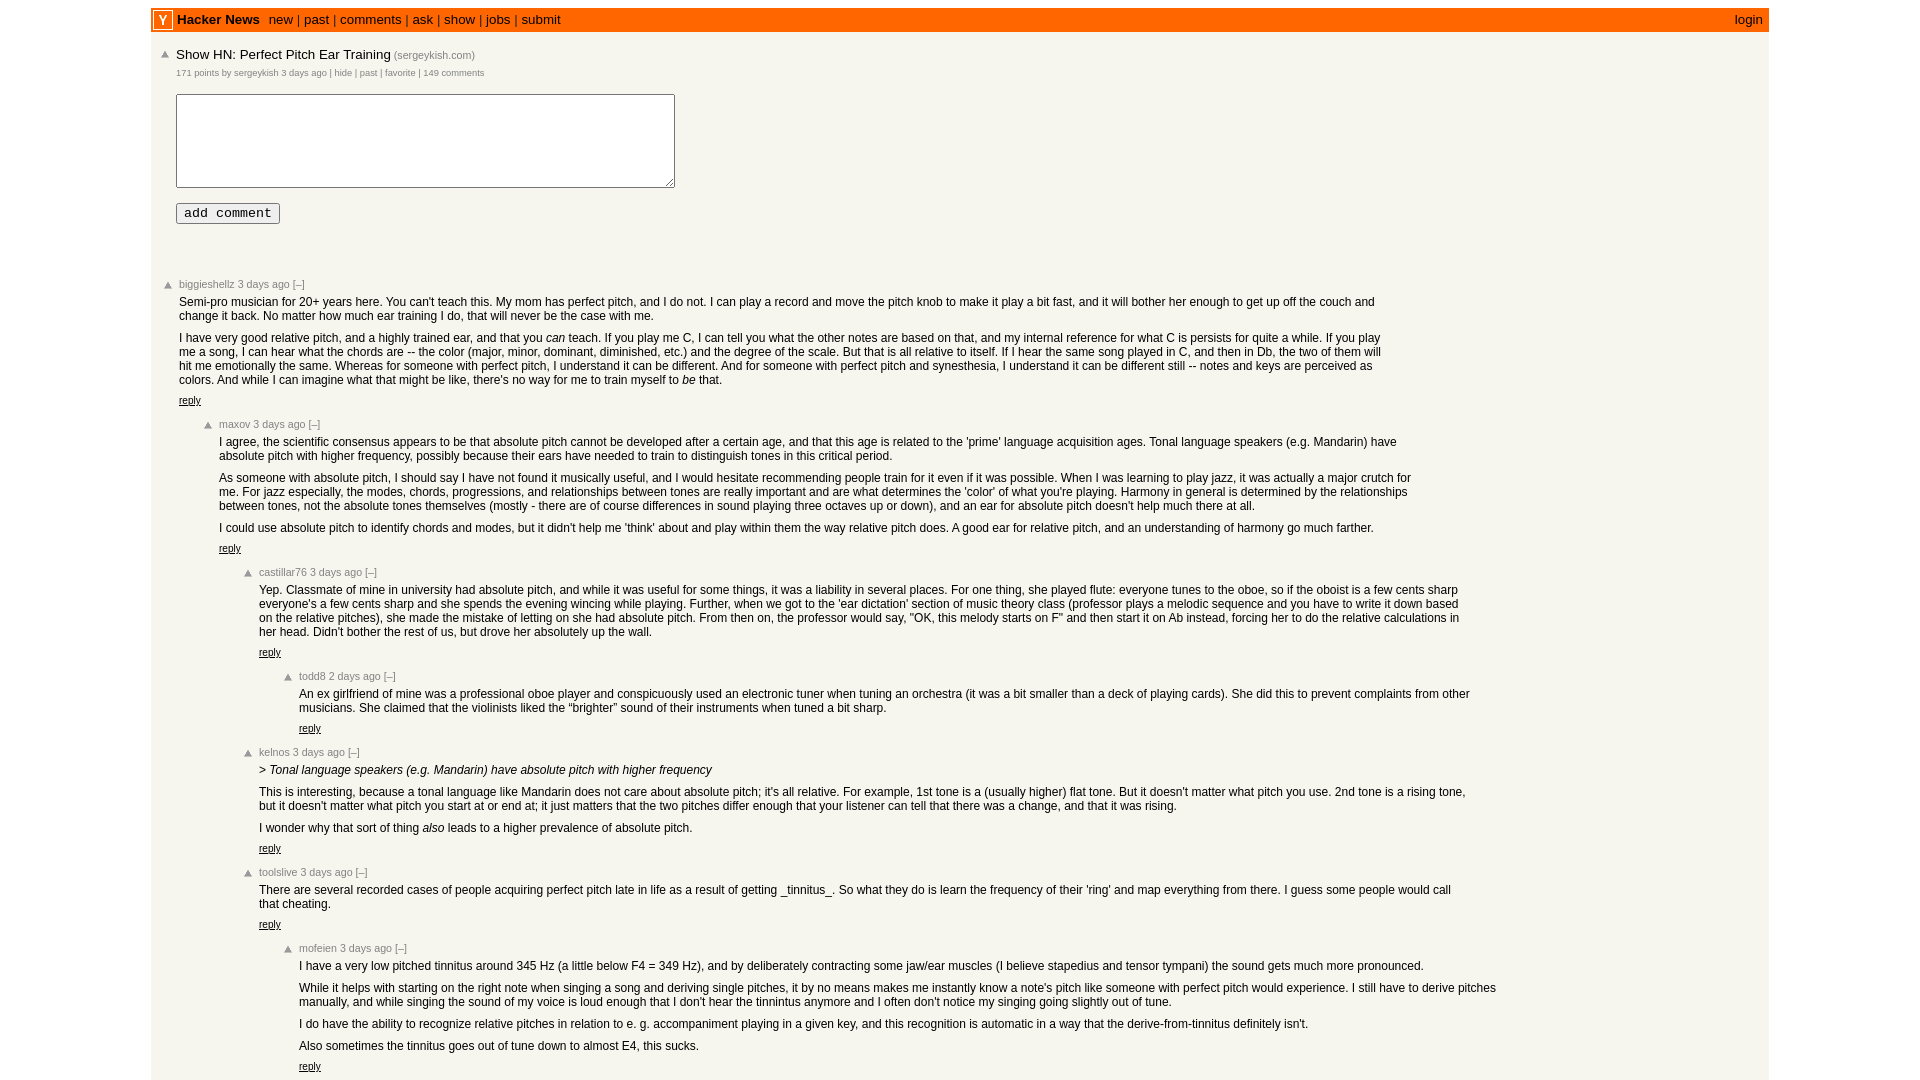 Y Hacker News new | past | comments | ask | show | jobs | submit login
Show HN: Perfect Pitch Ear Training (sergeykish.com)
171 points by sergeykish 3 days ago | hide | past | favorite | 149 comments
add comment
biggieshellz 3 days ago [–]
Semi-pro musician for 20+ years here. You can't teach this. My mom has perfect pitch, and I do not. I can play a record and move the pitch knob to make it play a bit fast, and it will bother her enough to get up off the couch and
change it back. No matter how much ear training I do, that will never be the case with me.
I have very good relative pitch, and a highly trained ear, and that you can teach. If you play me C, I can tell you what the other notes are based on that, and my internal reference for what C is persists for quite a while. If you play
me a song, I can hear what the chords are -- the color (major, minor, dominant, diminished, etc.) and the degree of the scale. But that is all relative to itself. If I hear the same song played in C, and then in Db, the two of them will
hit me emotionally the same. Whereas for someone with perfect pitch, I understand it can be different. And for someone with perfect pitch and synesthesia, I understand it can be different still -- notes and keys are perceived as
colors. And while I can imagine what that might be like, there's no way for me to train myself to be that.
reply
maxov 3 days ago [–]
I agree, the scientific consensus appears to be that absolute pitch cannot be developed after a certain age, and that this age is related to the 'prime' language acquisition ages. Tonal language speakers (e.g. Mandarin) have
absolute pitch with higher frequency, possibly because their ears have needed to train to distinguish tones in this critical period.
As someone with absolute pitch, I should say I have not found it musically useful, and I would hesitate recommending people train for it even if it was possible. When I was learning to play jazz, it was actually a major crutch for
me. For jazz especially, the modes, chords, progressions, and relationships between tones are really important and are what determines the 'color' of what you're playing. Harmony in general is determined by the relationships
between tones, not the absolute tones themselves (mostly - there are of course differences in sound playing three octaves up or down), and an ear for absolute pitch doesn't help much there at all.
I could use absolute pitch to identify chords and modes, but it didn't help me 'think' about and play within them the way relative pitch does. A good ear for relative pitch, and an understanding of harmony go much farther.
reply
castillar76 3 days ago [–]
Yep. Classmate of mine in university had absolute pitch, and while it was useful for some things, it was a liability in several places. For one thing, she played flute: everyone tunes to the oboe, so if the oboist is a few cents sharp
everyone's a few cents sharp and she spends the evening wincing while playing. Further, when we got to the 'ear dictation' section of music theory class (professor plays a melodic sequence and you have to write it down based
on the relative pitches), she made the mistake of letting on she had absolute pitch. From then on, the professor would say, "OK, this melody starts on F" and then start it on Ab instead, forcing her to do the relative calculations in
her head. Didn't bother the rest of us, but drove her absolutely up the wall.
reply
todd8 2 days ago [–]
An ex girlfriend of mine was a professional oboe player and conspicuously used an electronic tuner when tuning an orchestra (it was a bit smaller than a deck of playing cards). She did this to prevent complaints from other
musicians. She claimed that the violinists liked the “brighter” sound of their instruments when tuned a bit sharp.
reply
kelnos 3 days ago [–]
> Tonal language speakers (e.g. Mandarin) have absolute pitch with higher frequency
This is interesting, because a tonal language like Mandarin does not care about absolute pitch; it's all relative. For example, 1st tone is a (usually higher) flat tone. But it doesn't matter what pitch you use. 2nd tone is a rising tone,
but it doesn't matter what pitch you start at or end at; it just matters that the two pitches differ enough that your listener can tell that there was a change, and that it was rising.
I wonder why that sort of thing also leads to a higher prevalence of absolute pitch.
reply
toolslive 3 days ago [–]
There are several recorded cases of people acquiring perfect pitch late in life as a result of getting _tinnitus_. So what they do is learn the frequency of their 'ring' and map everything from there. I guess some people would call
that cheating.
reply
mofeien 3 days ago [–]
I have a very low pitched tinnitus around 345 Hz (a little below F4 = 349 Hz), and by deliberately contracting some jaw/ear muscles (I believe stapedius and tensor tympani) the sound gets much more pronounced.
While it helps with starting on the right note when singing a song and deriving single pitches, it by no means makes me instantly know a note's pitch like someone with perfect pitch would experience. I still have to derive pitches
manually, and while singing the sound of my voice is loud enough that I don't hear the tinnintus anymore and I often don't notice my singing going slightly out of tune.
I do have the ability to recognize relative pitches in relation to e. g. accompaniment playing in a given key, and this recognition is automatic in a way that the derive-from-tinnitus definitely isn't.
Also sometimes the tinnitus goes out of tune down to almost E4, this sucks.
reply